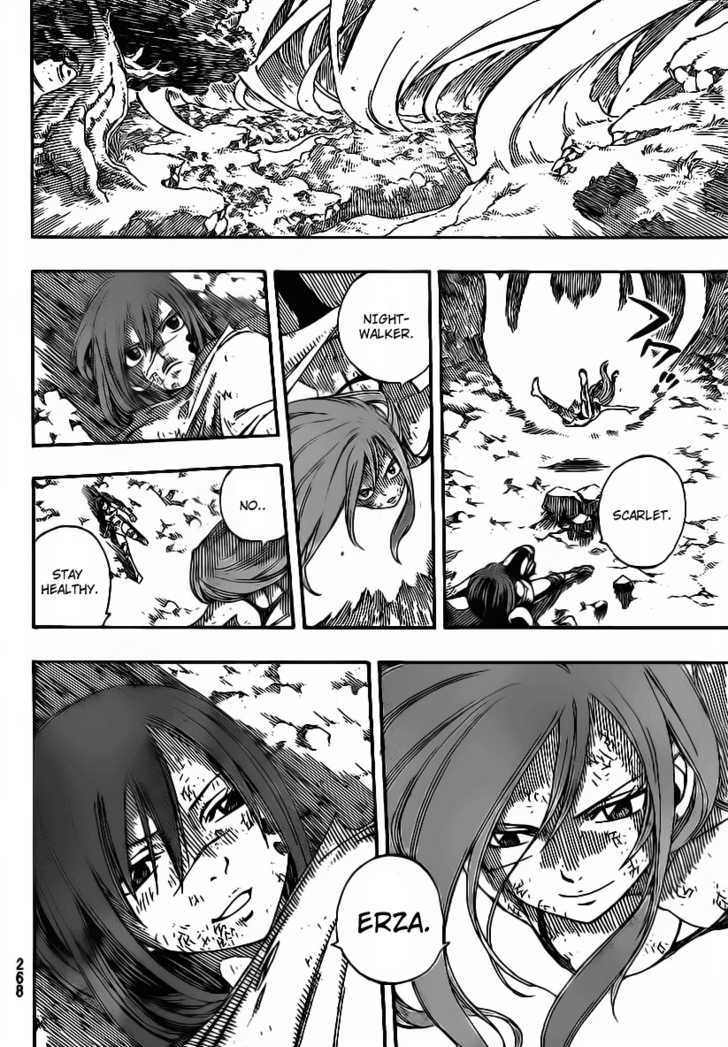 SCARLET.
NIGHT-
WALKER.
NO..
STAY
HEALTHY.
ERZA.
268